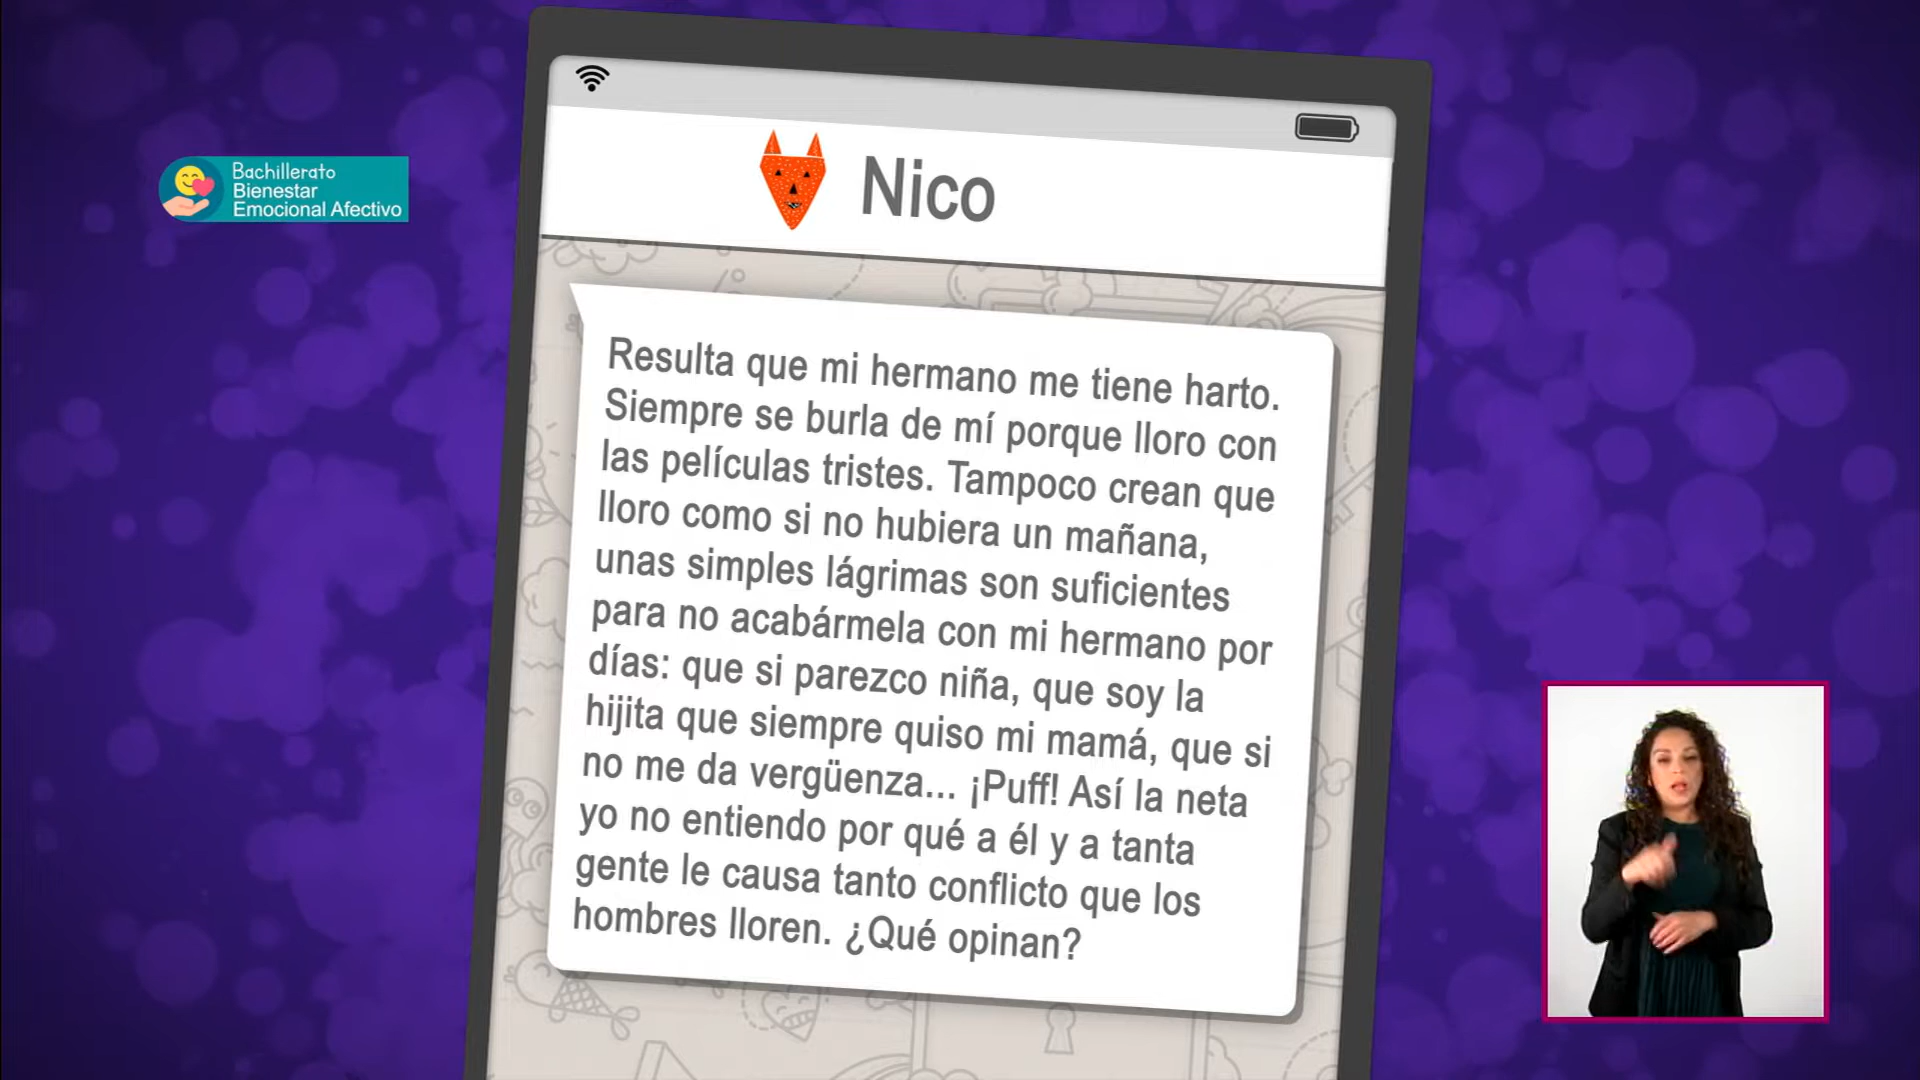 Bachillerato
Bienestar
Emocional Afectivo
Nico
Resulta que mi hermano me tiene harto.
Siempre se burla de mí porque lloro con
las películas tristes. Tampoco crean que
lloro como si no hubiera un mañana,
unas simples lágrimas son suficientes
para no acabármela con mi hermano por
días: que si parezco niña, que soy la
hijita que siempre quiso mi mamá, que si
no me da vergüenza... ¡Puff! Así la neta
yo no entiendo por qué a él y a tanta
gente le causa tanto conflicto que los
hombres lloren. ¿Qué opinan?